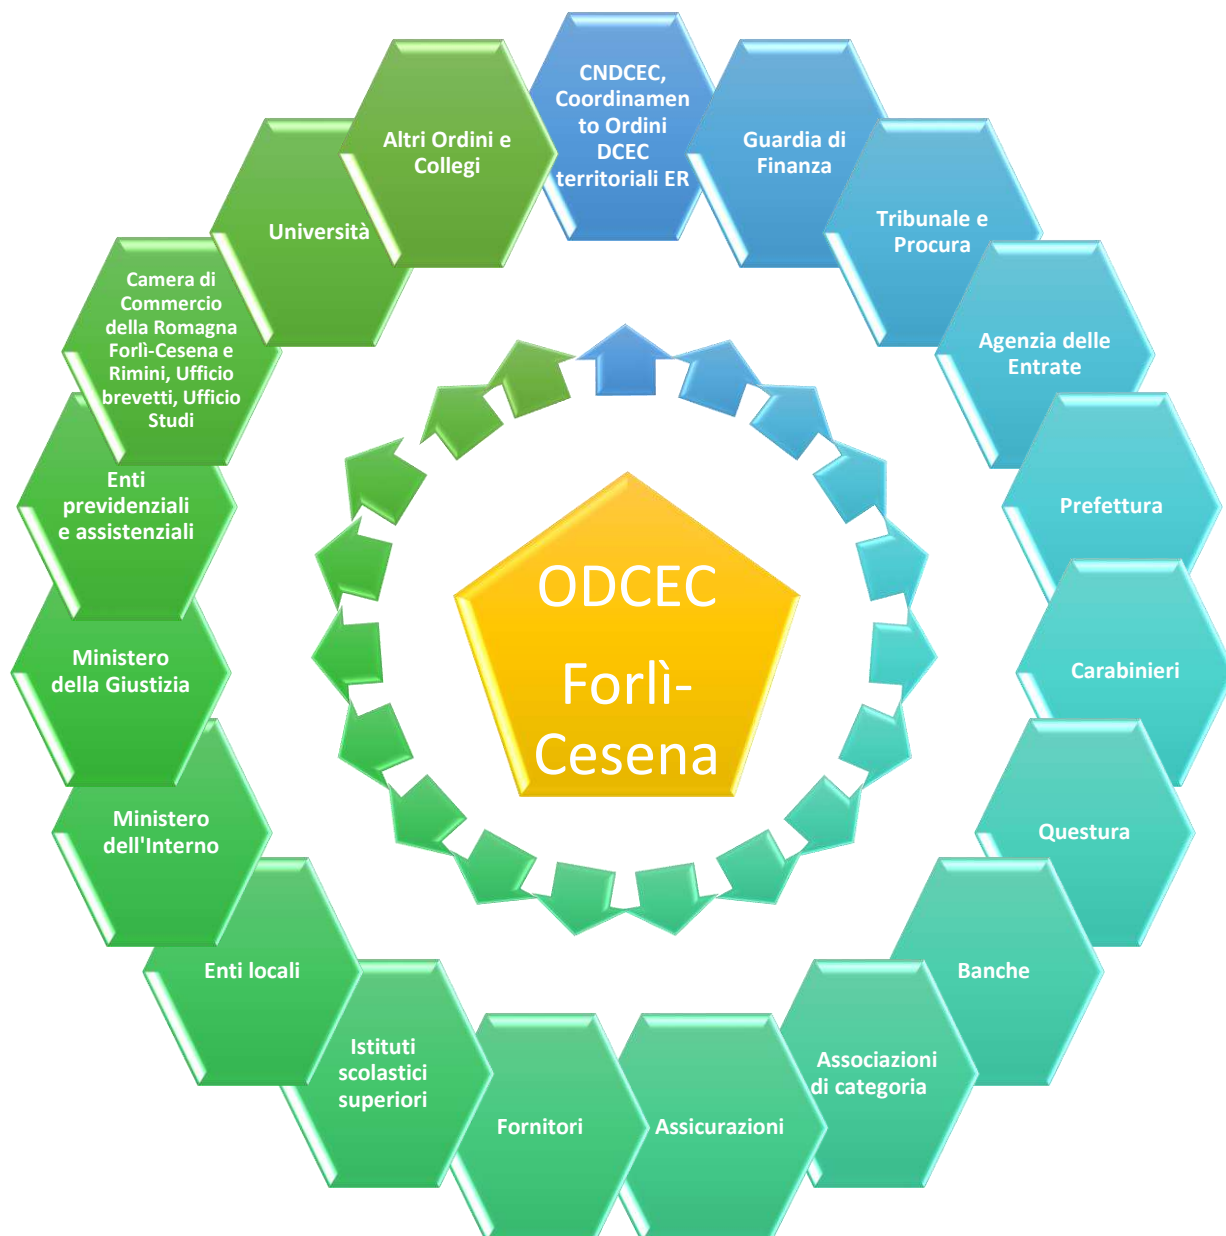 CNDCEC,
Coordinamen
to Ordini
DCEC
territoriali ER
Guardia di
Finanza
Tribunale e
Procura
Agenzia delle
Entrate
Prefettura
Carabinieri
Questura
Banche
Associazioni
di categoria
Assicurazioni
Fornitori
Istituti
scolastici
superiori
Enti locali
Ministero
dell'Interno
Ministero
della Giustizia
Enti
previdenziali
e assistenziali
Camera di
Commercio
della Romagna
Forlì-Cesena e
Rimini, Ufficio
brevetti, Ufficio
Studi
Università
Altri Ordini e
Collegi
ODCEC
Forlì-
Cesena